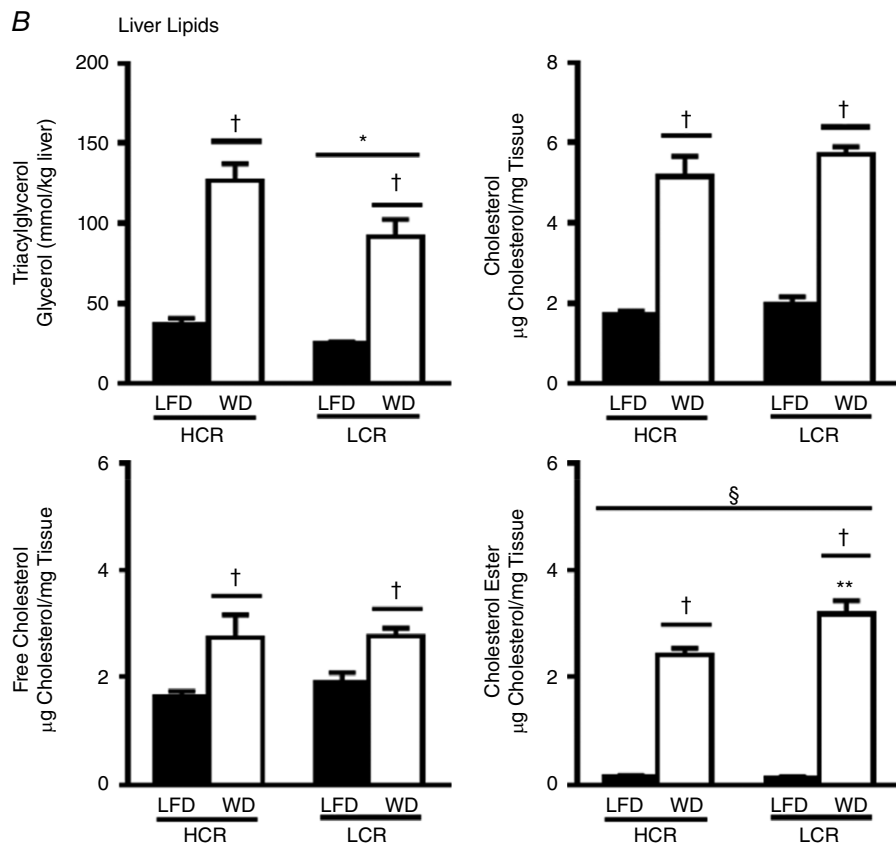 B
Liver Lipids
Triacylglycerol
Glycerol (mmol/kg liver)
200
150
100
50
0
†
*
†
LFD WD LFD WD
HCR LCR
Cholesterol
µg Cholesterol/mg Tissue
8
6
4
2
0
†
†
LFD WD LFD WD
HCR LCR
Free Cholesterol
µg Cholesterol/mg Tissue
6
4
2
0
†
†
LFD WD LFD WD
HCR LCR
Cholesterol Ester
µg Cholesterol/mg Tissue
6
4
2
0
§
†
†
**
LFD WD LFD WD
HCR LCR